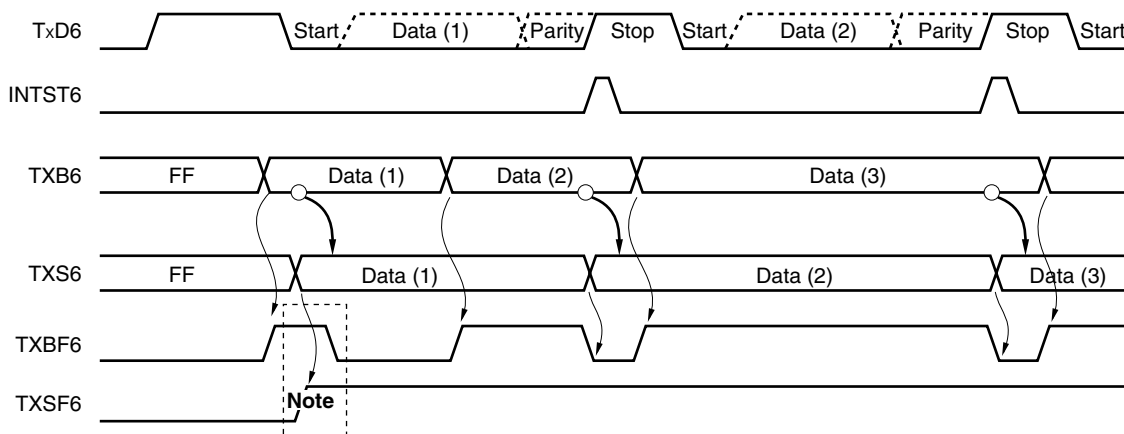 TxD6 Start Data (1) Parity Stop Start Data (2) Parity Stop Start
INTST6
TXB6 FF Data (1) Data (2) Data (3)
TXS6 FF Data (1) Data (2) Data (3)
TXBF6
TXSF6 Note